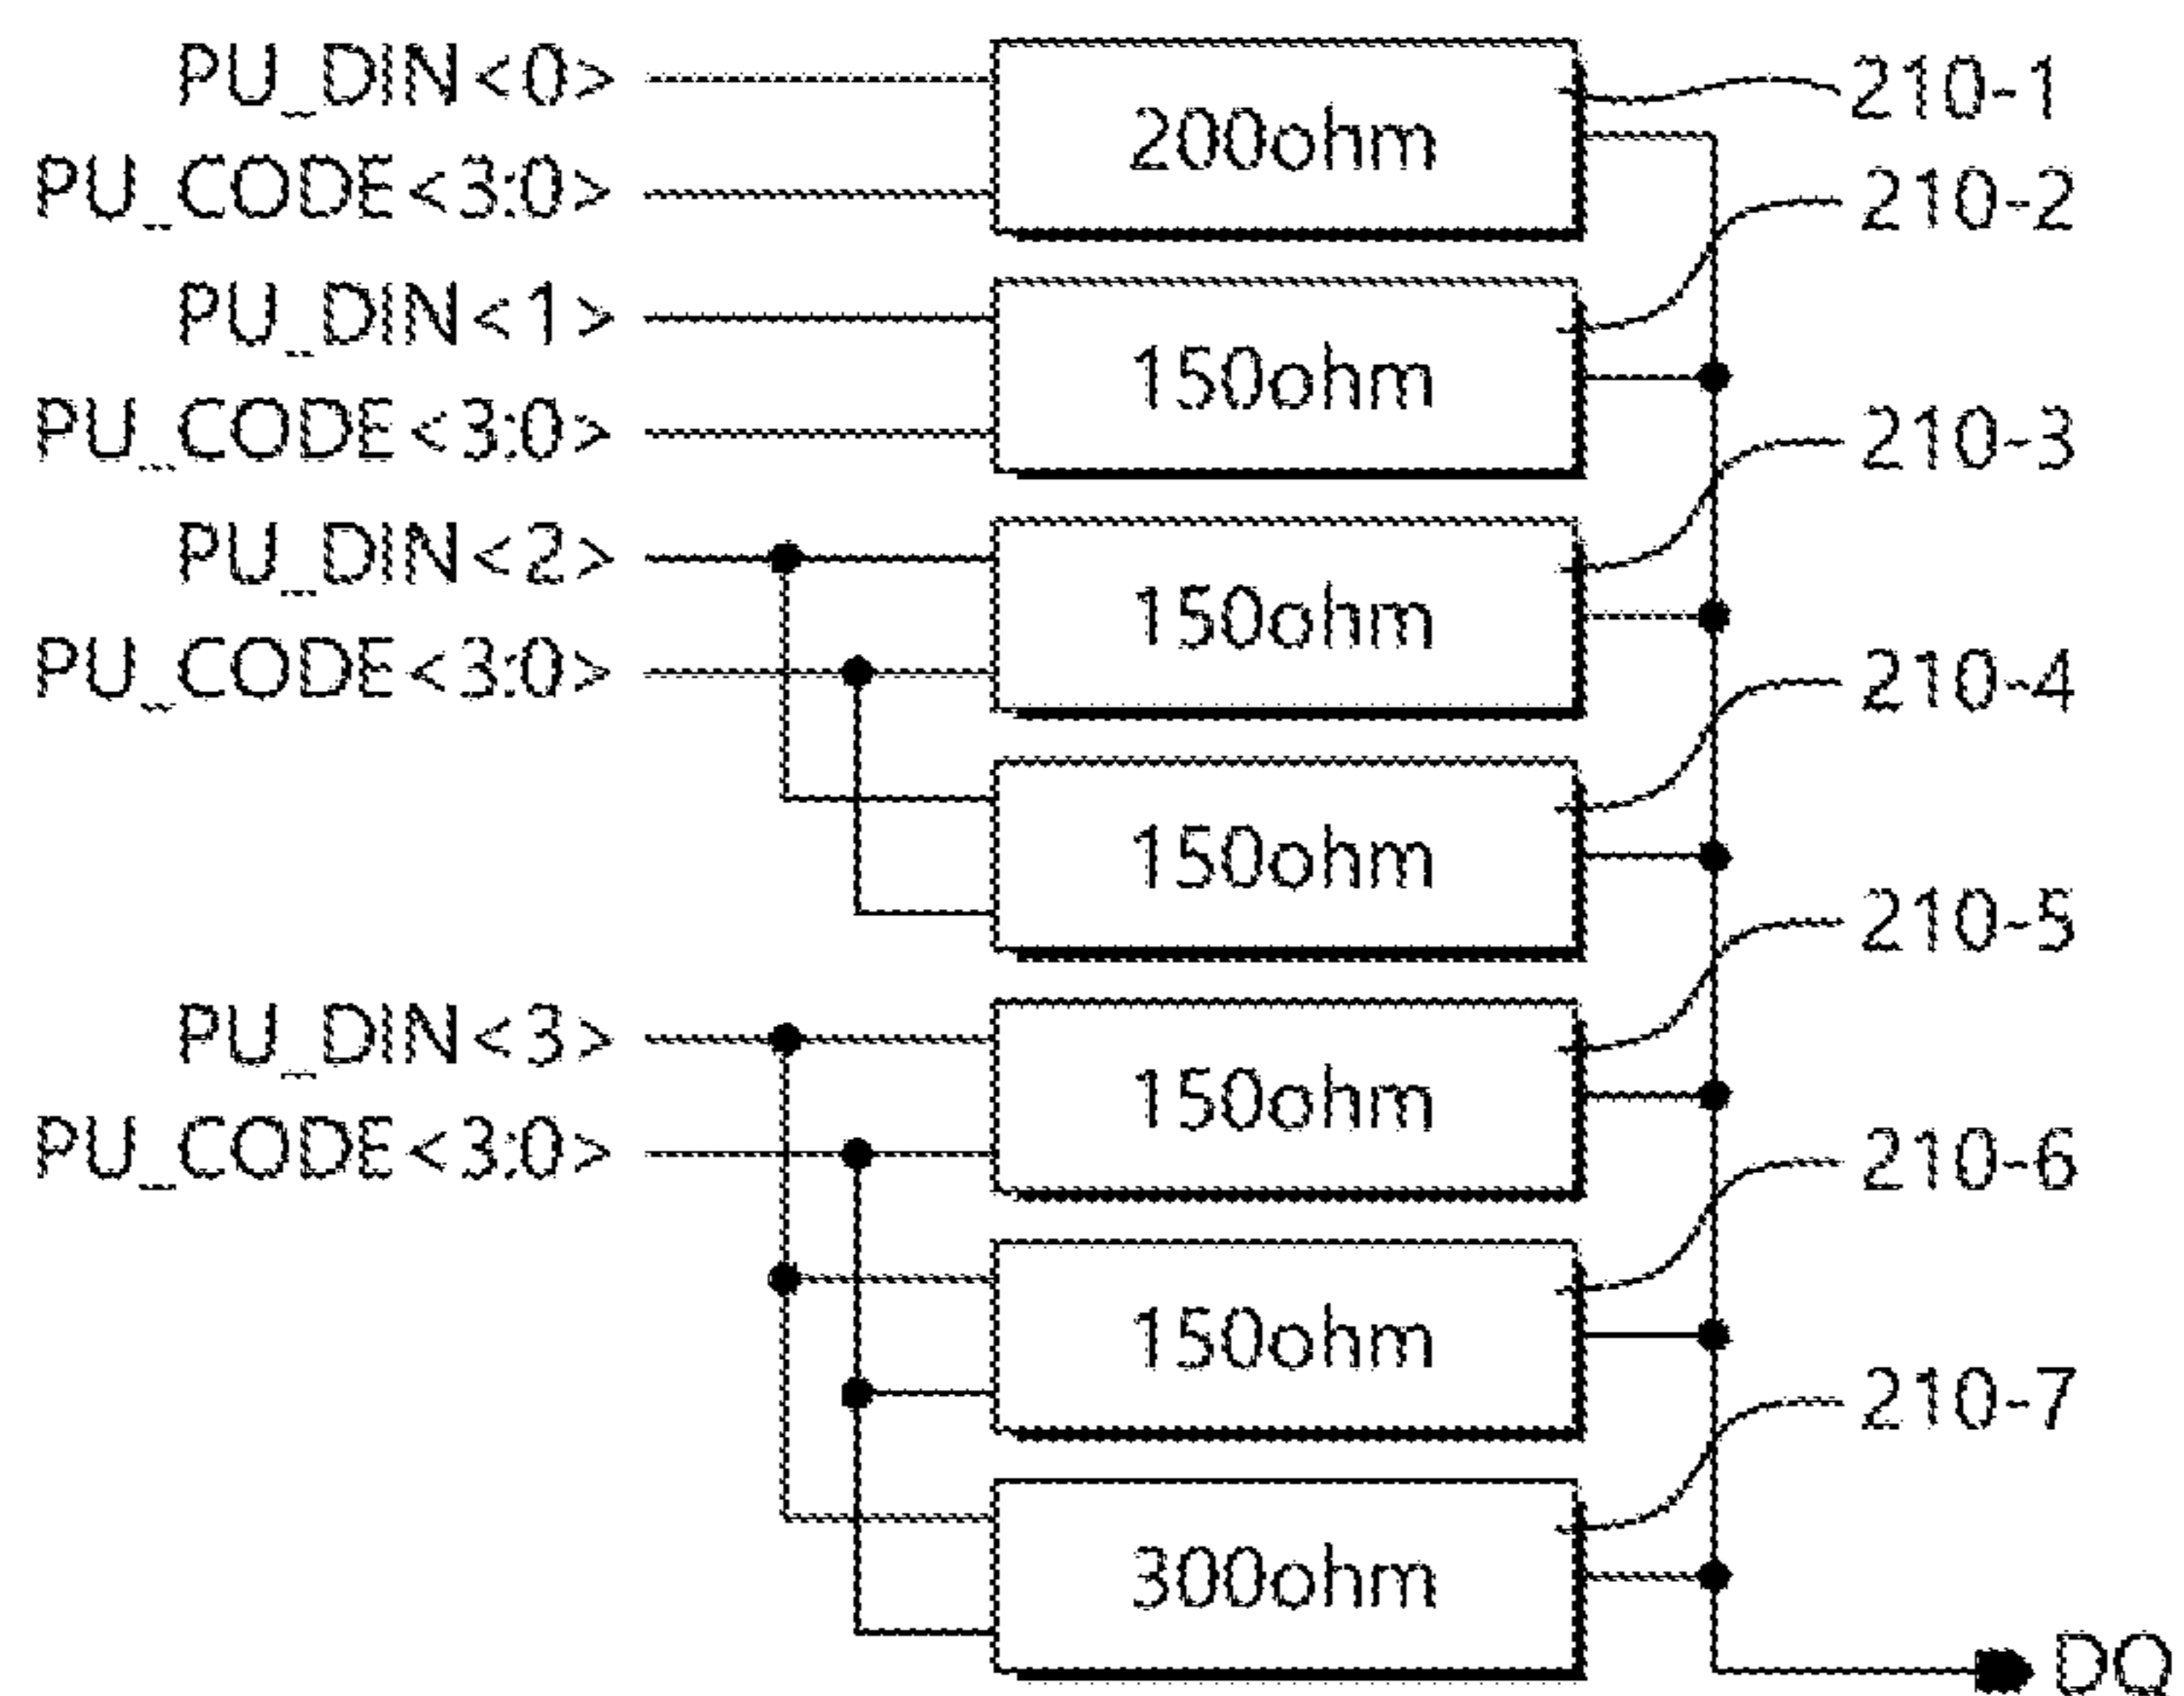 PU_DIN<0>
200ohm
210-1
PU_CODE<3:0>
210-2
PU_DIN<1>
150ohm
PU_CODE<3:0>
210-3
PU_DIN<2>
150ohm
PU_CODE<3:0>
210-4
150ohm
210-5
PU_DIN<3>
150ohm
PU_CODE<3:0>
210-6
150ohm
210-7
300ohm
DQ